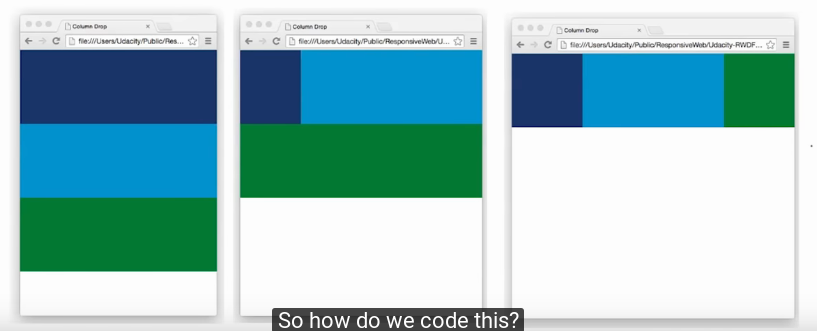 Column Drop
file:///Users/Udacity/Public/Res...
Column Drop
file:///Users/Udacity/Public/ResponsiveWeb/U...
Column Drop
file:///Users/Udacity/Public/ResponsiveWeb/Udacity-RWDF...
So how do we code this?